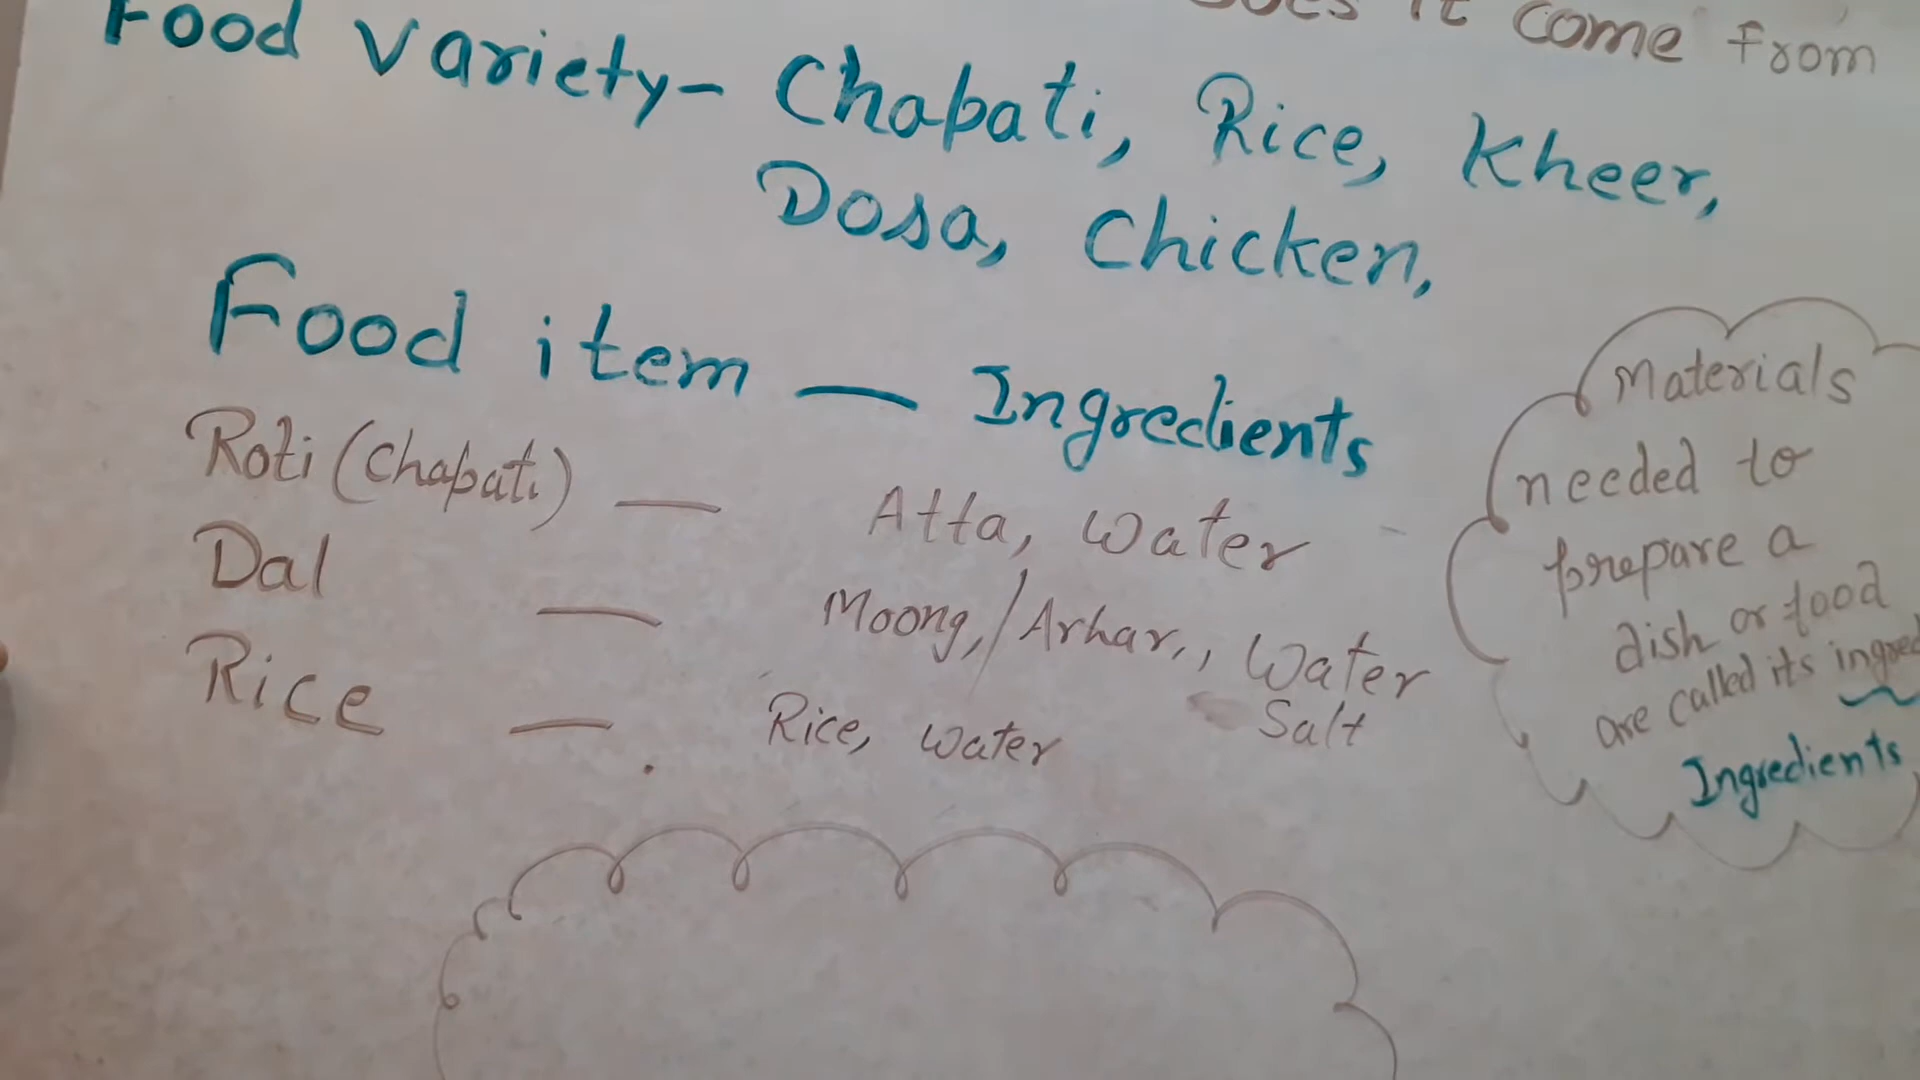 it come from
Food Variety- Chapati, Rice, Kheer,
Dosa, Chicken,
Food item — Ingredients
Roti (Chapati) — Atta, Water
Dal — Moong,/Arhar,, Water
Salt
Rice — Rice, Water
Materials
needed to
prepare a
dish or food
are called its
Ingredients